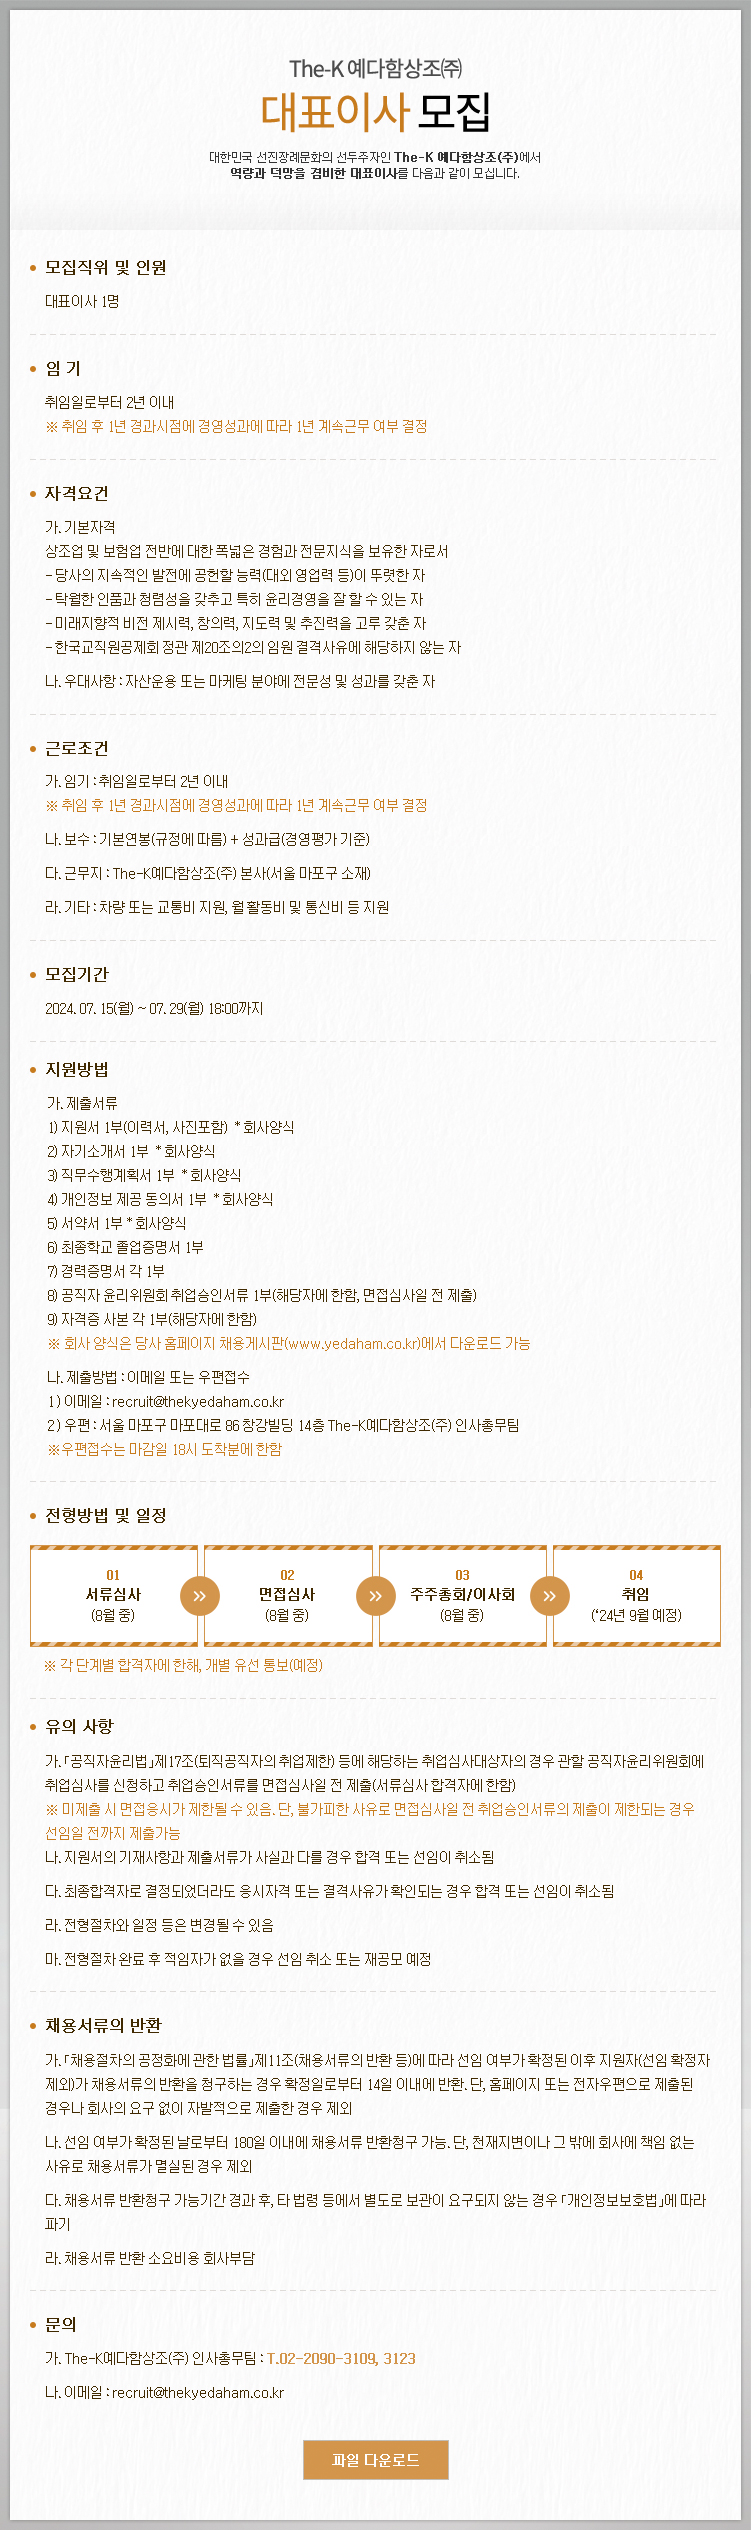 The-K 예다함상조㈜
대표이사 모집
대한민국 선진장례문화의 선두주자인 The-K 예다함상조(주)에서
역량과 덕망을 겸비한 대표이사를 다음과 같이 모십니다.
모집직위 및 인원
대표이사 1명
임 기
취임일로부터 2년 이내
※ 취임 후 1년 경과시점에 경영성과에 따라 1년 계속근무 여부 결정
자격요건
가. 기본자격
상조업 및 보험업 전반에 대한 폭넓은 경험과 전문지식을 보유한 자로서
- 당사의 지속적인 발전에 공헌할 능력(대외 영업력 등)이 뚜렷한 자
- 탁월한 인품과 청렴성을 갖추고 특히 윤리경영을 잘 할 수 있는 자
- 미래지향적 비전 제시력, 창의력, 지도력 및 추진력을 고루 갖춘 자
- 한국교직원공제회 정관 제20조의2의 임원 결격사유에 해당하지 않는 자
나. 우대사항 : 자산운용 또는 마케팅 분야에 전문성 및 성과를 갖춘 자
근로조건
가. 임기 : 취임일로부터 2년 이내
※ 취임 후 1년 경과시점에 경영성과에 따라 1년 계속근무 여부 결정
나. 보수 : 기본연봉(규정에 따름) + 성과급(경영평가 기준)
다. 근무지 : The-K예다함상조(주) 본사(서울 마포구 소재)
라. 기타 : 차량 또는 교통비 지원, 월 활동비 및 통신비 등 지원
모집기간
2024. 07. 15(월) ~ 07. 29(월) 18:00까지
지원방법
가. 제출서류
1) 지원서 1부(이력서, 사진포함) * 회사양식
2) 자기소개서 1부 * 회사양식
3) 직무수행계획서 1부 * 회사양식
4) 개인정보 제공 동의서 1부 * 회사양식
5) 서약서 1부 * 회사양식
6) 최종학교 졸업증명서 1부
7) 경력증명서 각 1부
8) 공직자 윤리위원회 취업승인서류 1부(해당자에 한함, 면접심사일 전 제출)
9) 자격증 사본 각 1부(해당자에 한함)
※ 회사 양식은 당사 홈페이지 채용게시판(www.yedaham.co.kr)에서 다운로드 가능
나. 제출방법 : 이메일 또는 우편접수
1) 이메일 : recruit@thekyedaham.co.kr
2) 우편 : 서울 마포구 마포대로 86 창강빌딩 14층 The-K예다함상조(주) 인사총무팀
※우편접수는 마감일 18시 도착분에 한함
전형방법 및 일정
01 02 03 04
서류심사 » 면접심사 » 주주총회/이사회 » 취임
(8월 중) (8월 중) (8월 중) (‘24년 9월 예정)
※ 각 단계별 합격자에 한해, 개별 유선 통보(예정)
유의 사항
가. 「공직자윤리법」제17조(퇴직공직자의 취업제한) 등에 해당하는 취업심사대상자의 경우 관할 공직자윤리위원회에
취업심사를 신청하고 취업승인서류를 면접심사일 전 제출(서류심사 합격자에 한함)
※ 미제출 시 면접응시가 제한될 수 있음. 단, 불가피한 사유로 면접심사일 전 취업승인서류의 제출이 제한되는 경우
선임일 전까지 제출가능
나. 지원서의 기재사항과 제출서류가 사실과 다를 경우 합격 또는 선임이 취소됨
다. 최종합격자로 결정되었더라도 응시자격 또는 결격사유가 확인되는 경우 합격 또는 선임이 취소됨
라. 전형절차와 일정 등은 변경될 수 있음
마. 전형절차 완료 후 적임자가 없을 경우 선임 취소 또는 재공모 예정
채용서류의 반환
가. 「채용절차의 공정화에 관한 법률」제11조(채용서류의 반환 등)에 따라 선임 여부가 확정된 이후 지원자(선임 확정자
제외)가 채용서류의 반환을 청구하는 경우 확정일로부터 14일 이내에 반환. 단, 홈페이지 또는 전자우편으로 제출된
경우나 회사의 요구 없이 자발적으로 제출한 경우 제외
나. 선임 여부가 확정된 날로부터 180일 이내에 채용서류 반환청구 가능. 단, 천재지변이나 그 밖에 회사에 책임 없는
사유로 채용서류가 멸실된 경우 제외
다. 채용서류 반환청구 가능기간 경과 후, 타 법령 등에서 별도로 보관이 요구되지 않는 경우 「개인정보보호법」에 따라
파기
라. 채용서류 반환 소요비용 회사부담
문의
가. The-K예다함상조(주) 인사총무팀 : T.02-2090-3109, 3123
나. 이메일 : recruit@thekyedaham.co.kr
파일 다운로드